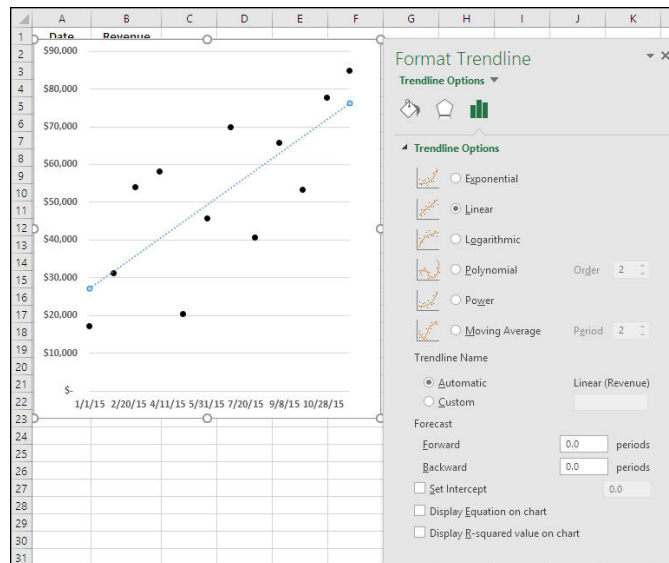 A B C D E F G H I J K
1 Date Revenue
2
3
4
5
6
7
8
9
10
11
12
13
14
15
16
17
18
19
20
21
22
23
24
25
26
27
28
29
30
31
$90,000
$80,000
$70,000
$60,000
$50,000
$40,000
$30,000
$20,000
$10,000
$-
1/1/15 2/20/15 4/11/15 5/31/15 7/20/15 9/8/15 10/28/15
Format Trendline
Trendline Options
Trendline Options
Exponential
Linear
Logarithmic
Polynomial Order 2
Power
Moving Average Period 2
Trendline Name
Automatic Linear (Revenue)
Custom
Forecast
Forward 0.0 periods
Backward 0.0 periods
Set Intercept 0.0
Display Equation on chart
Display R-squared value on chart